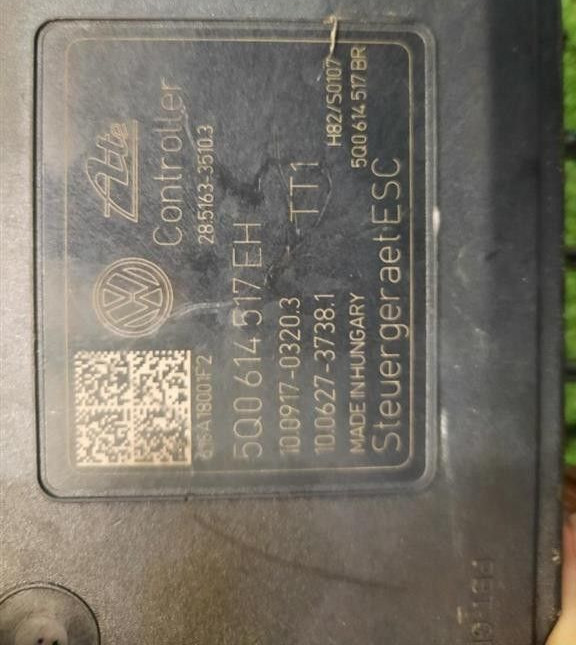 Ate
Controller
28.5163-3510.3
5Q0 614 517 EH
10.0917-0320.3
TT1
10.0627-3738.1
H82/S0107
MADE IN HUNGARY
5Q0 614 517 BR
Steuergeraet ESC